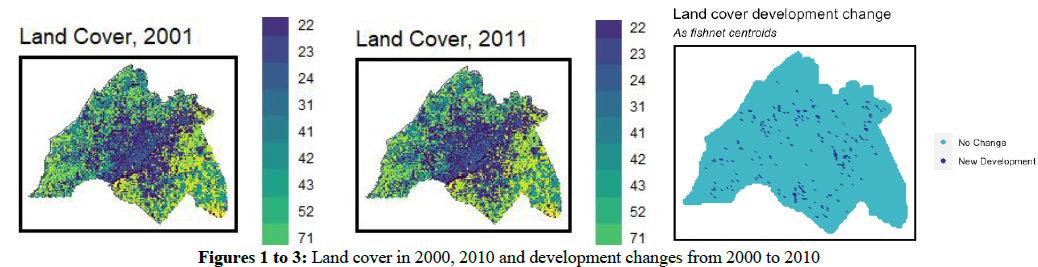 Land Cover, 2001
22
23
24
31
41
42
43
52
71
Land Cover, 2011
22
23
24
31
41
42
43
52
71
Land cover development change
As fishnet centroids
No Change
New Development
Figures 1 to 3: Land cover in 2000, 2010 and development changes from 2000 to 2010